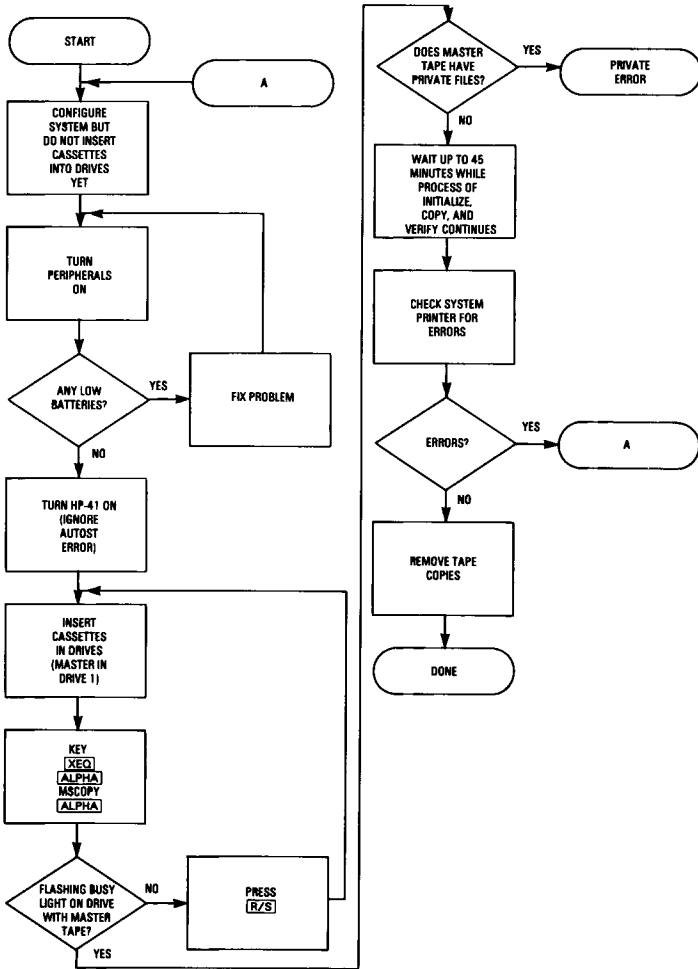 START
A
CONFIGURE
SYSTEM BUT
DO NOT INSERT
CASSETTES
INTO DRIVES
YET
TURN
PERIPHERALS
ON
ANY LOW
BATTERIES?
YES
FIX PROBLEM
NO
TURN HP-41 ON
(IGNORE
AUTOST
ERROR)
INSERT
CASSETTES
IN DRIVES
(MASTER IN
DRIVE 1)
KEY
XEQ
ALPHA
MSCOPY
ALPHA
FLASHING BUSY
LIGHT ON DRIVE
WITH MASTER
TAPE?
NO
PRESS
R/S
YES
DOES MASTER
TAPE HAVE
PRIVATE FILES?
YES
PRIVATE
ERROR
NO
WAIT UP TO 45
MINUTES WHILE
PROCESS OF
INITIALIZE,
COPY, AND
VERIFY CONTINUES
CHECK SYSTEM
PRINTER FOR
ERRORS
ERRORS?
YES
A
NO
REMOVE TAPE
COPIES
DONE